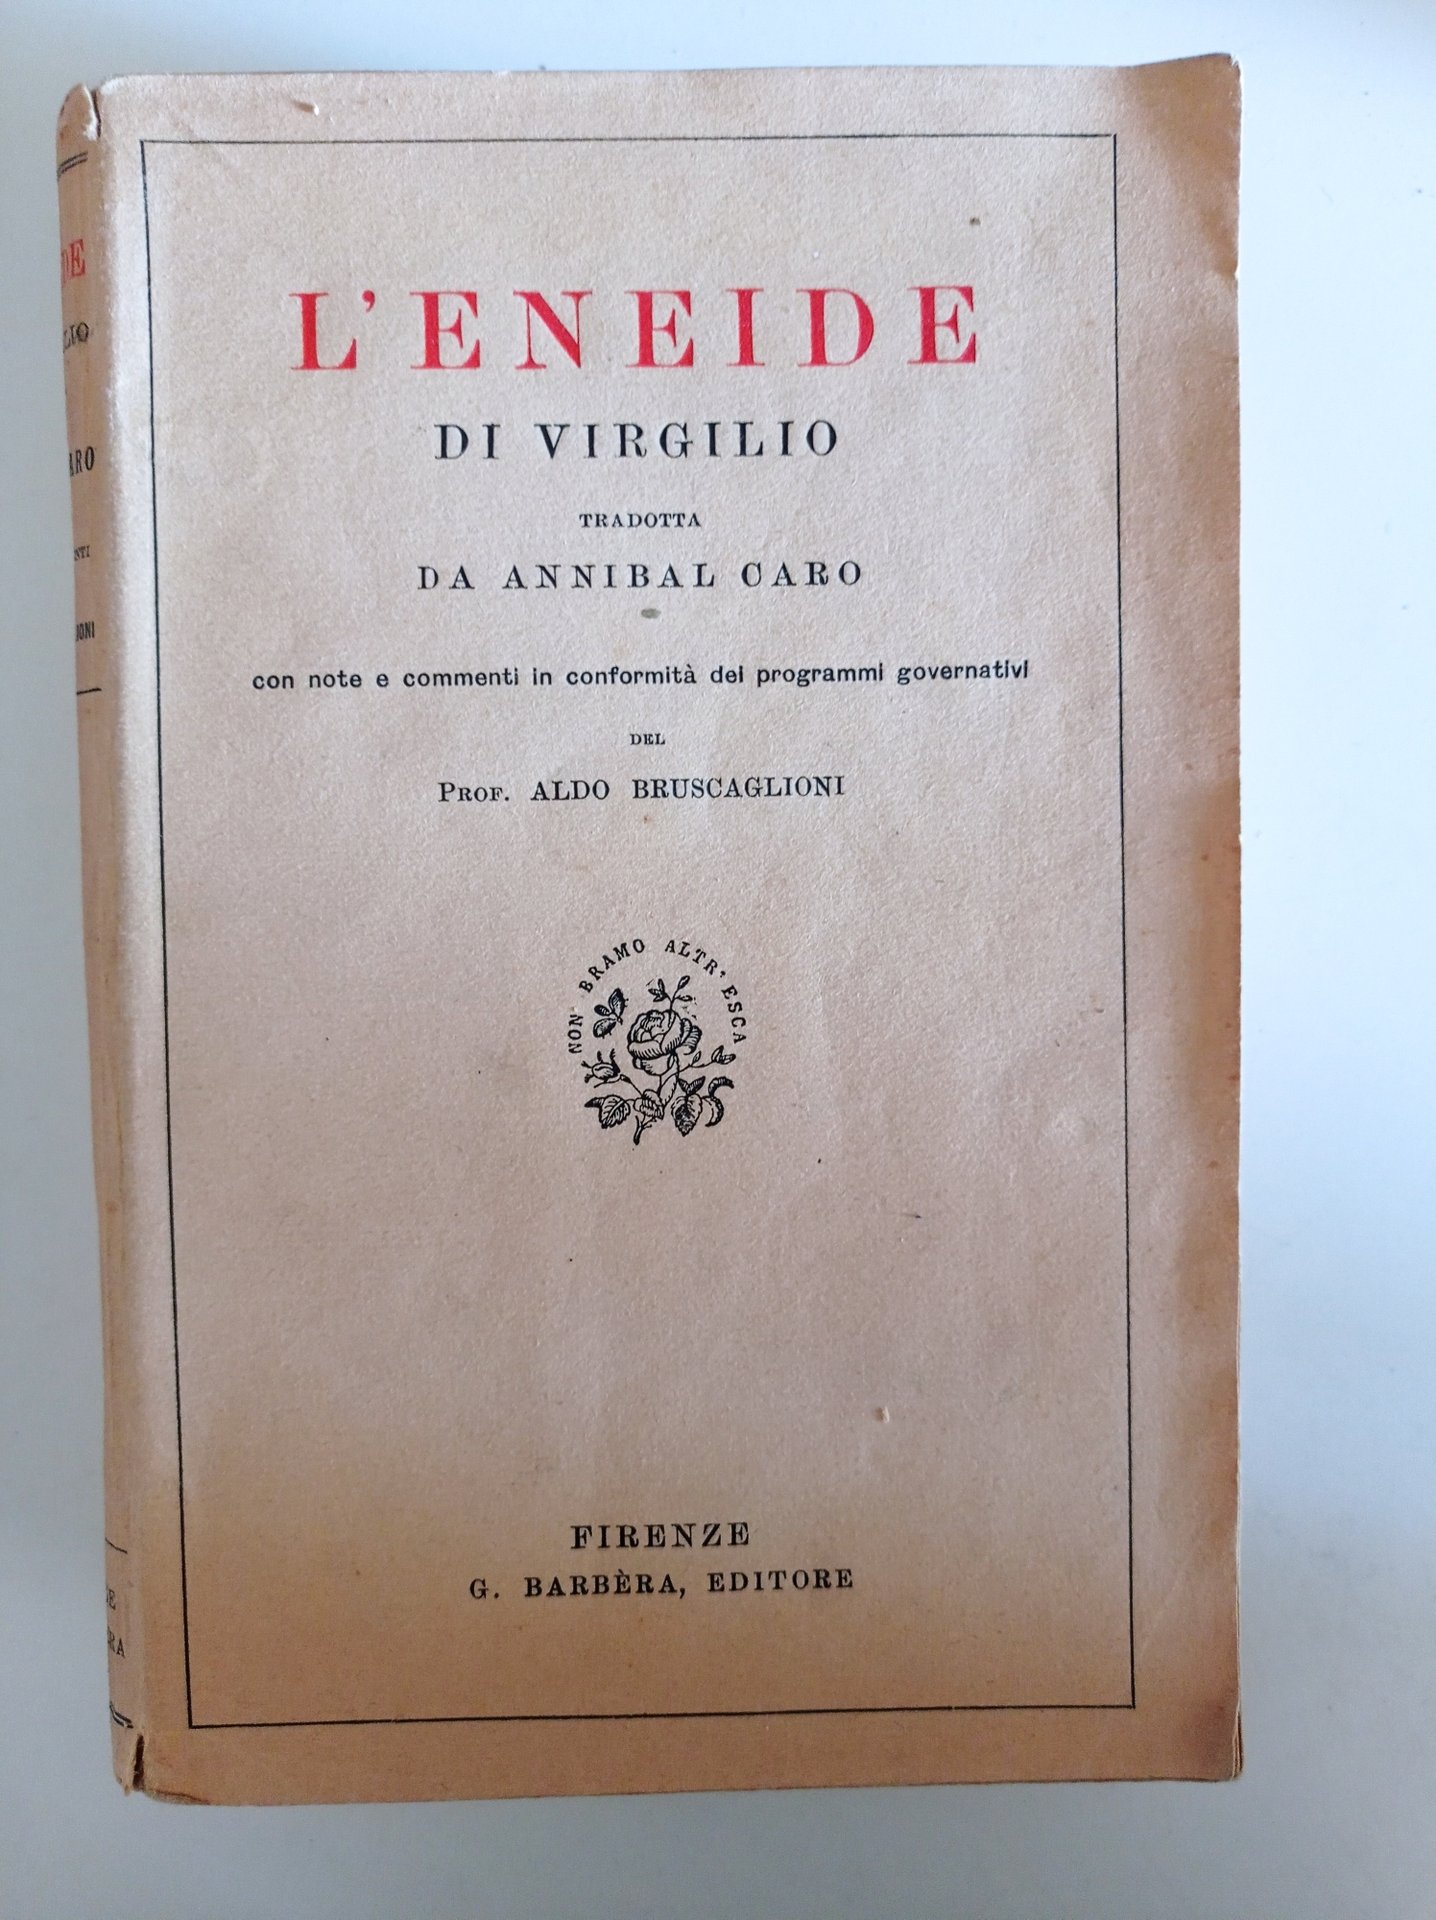 L'ENEIDE
DI VIRGILIO
TRADOTTA
DA ANNIBAL CARO
con note e commenti in conformità dei programmi governativi
DEL
PROF. ALDO BRUSCAGLIONI
NON BRAMO ALTR' ESCA
FIRENZE
G. BARBÈRA, EDITORE